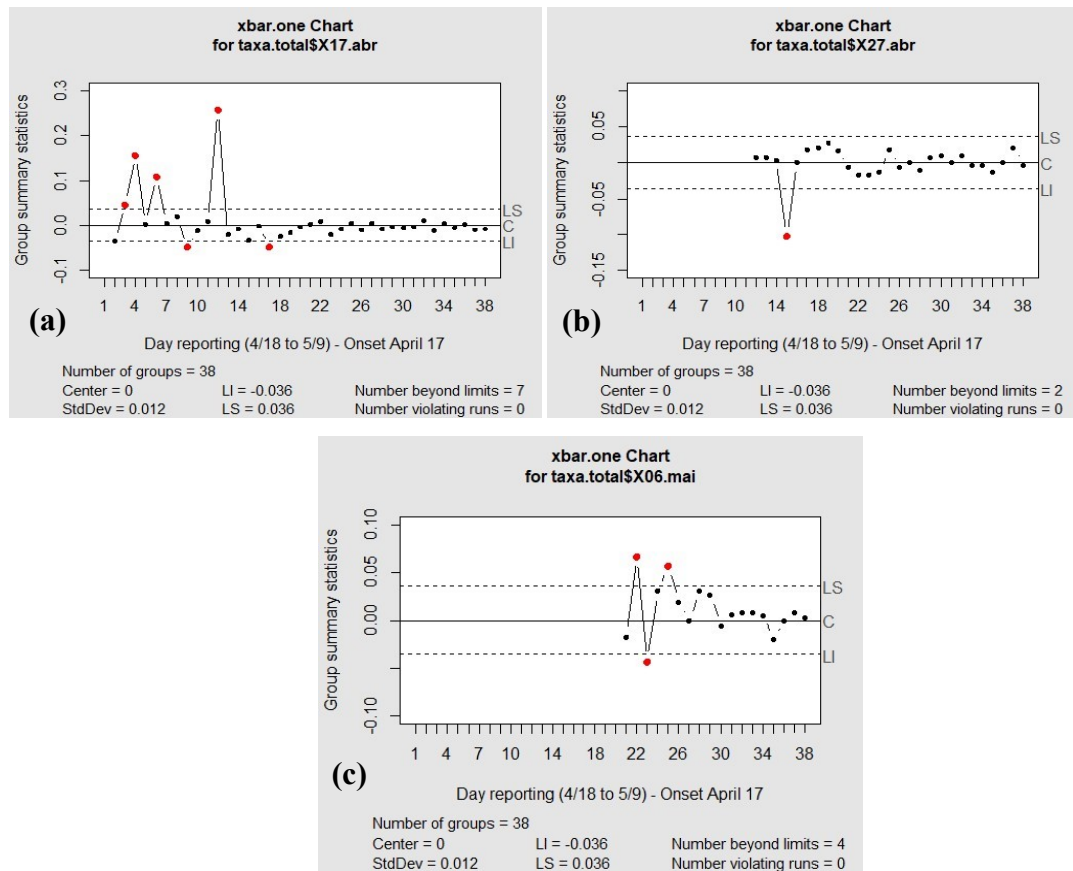 xbar.one Chart
for taxa.total$X17.abr
Group summary statistics
0.3
0.2
0.1
0.0
-0.1
LS
C
LI
1 4 7 10 14 18 22 26 30 34 38
(a)
Day reporting (4/18 to 5/9) - Onset April 17
Number of groups = 38
Center = 0 LI = -0.036 Number beyond limits = 7
StdDev = 0.012 LS = 0.036 Number violating runs = 0
xbar.one Chart
for taxa.total$X27.abr
Group summary statistics
0.05
-0.05
-0.15
LS
C
LI
1 4 7 10 14 18 22 26 30 34 38
(b)
Day reporting (4/18 to 5/9) - Onset April 17
Number of groups = 38
Center = 0 LI = -0.036 Number beyond limits = 2
StdDev = 0.012 LS = 0.036 Number violating runs = 0
xbar.one Chart
for taxa.total$X06.mai
Group summary statistics
0.10
0.05
0.00
-0.10
LS
C
LI
1 4 7 10 14 18 22 26 30 34 38
(c)
Day reporting (4/18 to 5/9) - Onset April 17
Number of groups = 38
Center = 0 LI = -0.036 Number beyond limits = 4
StdDev = 0.012 LS = 0.036 Number violating runs = 0